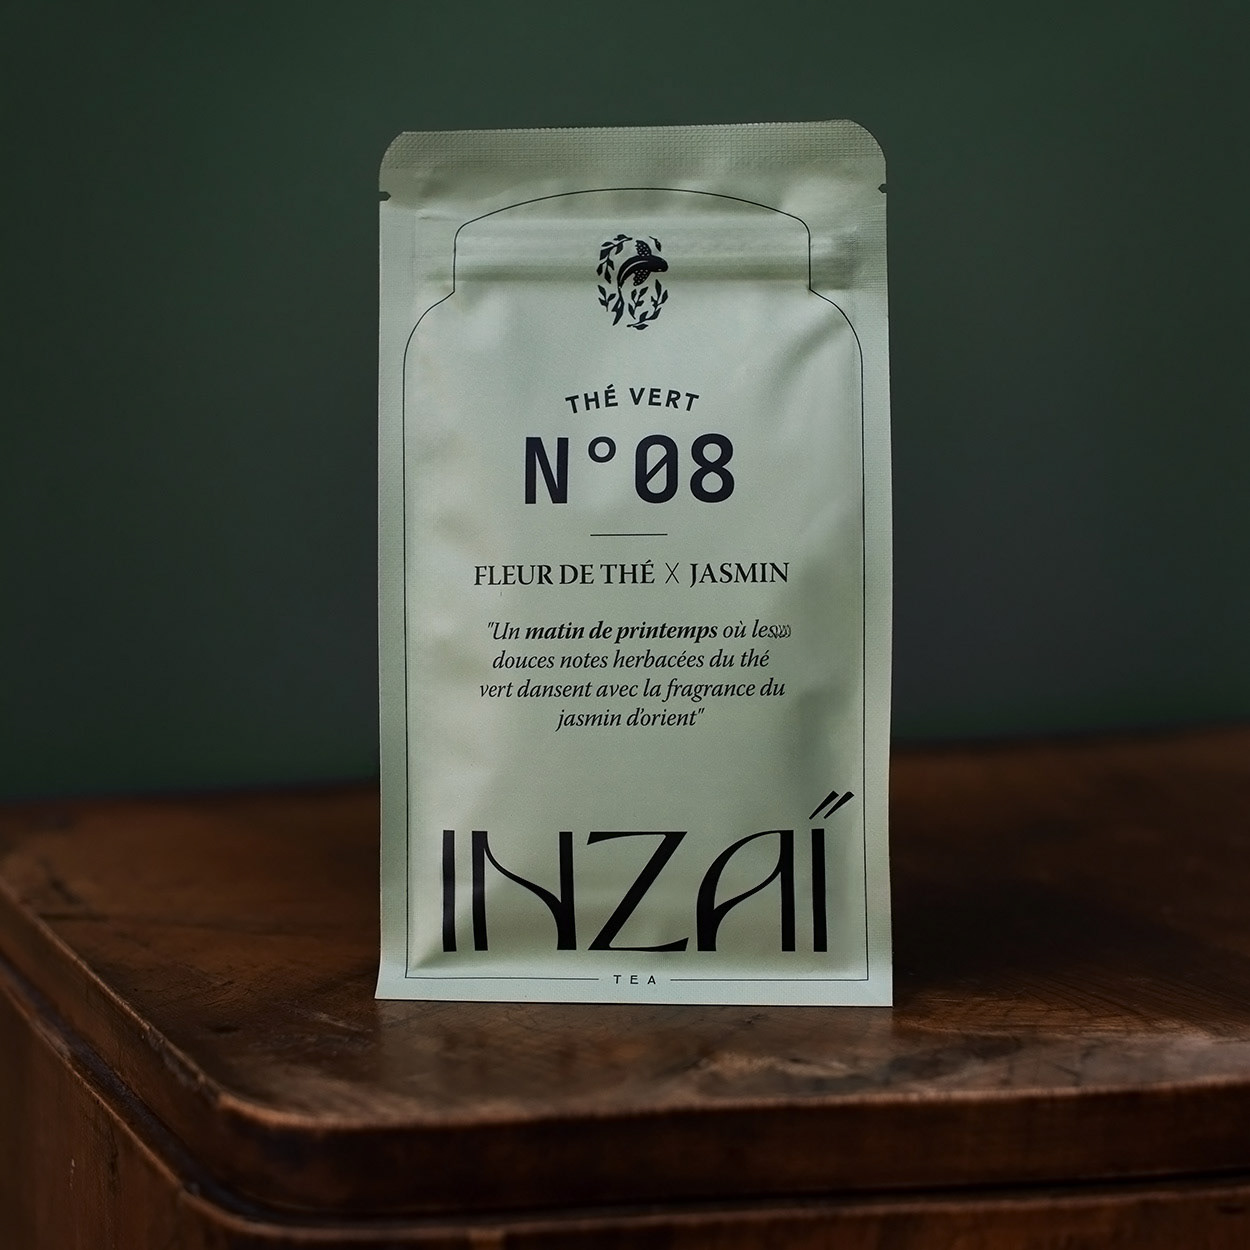 THÉ VERT
N°08
FLEUR DE THÉ X JASMIN
"Un matin de printemps où les
douces notes herbacées du thé
vert dansent avec la fragrance du
jasmin d'orient"
INZAÏ
TEA